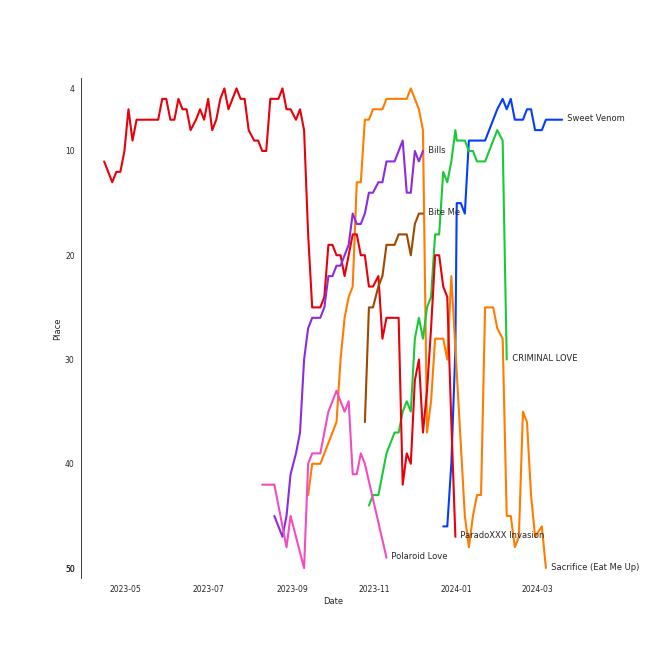 4
Sweet Venom
10
Bills
Bite Me
20
Place
30
CRIMINAL LOVE
40
ParadoXXX Invasion
Polaroid Love
50
Sacrifice (Eat Me Up)
2023-05
2023-07
2023-09
2023-11
2024-01
2024-03
Date